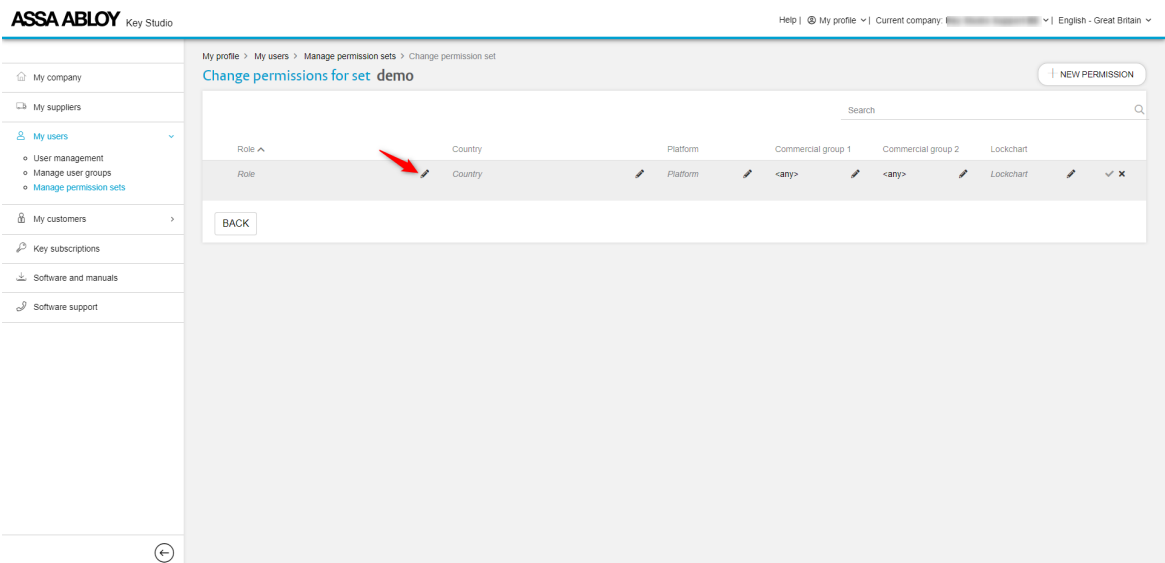 ASSA ABLOY Key Studio
Help | My profile | Current company: | English - Great Britain
My profile > My users > Manage permission sets > Change permission set
Change permissions for set demo
NEW PERMISSION
My company
My suppliers
My users
User management
Manage user groups
Manage permission sets
My customers
Key subscriptions
Software and manuals
Software support
Search
Role Country Platform Commercial group 1 Commercial group 2 Lockchart
Role Country Platform <any> <any> Lockchart
BACK